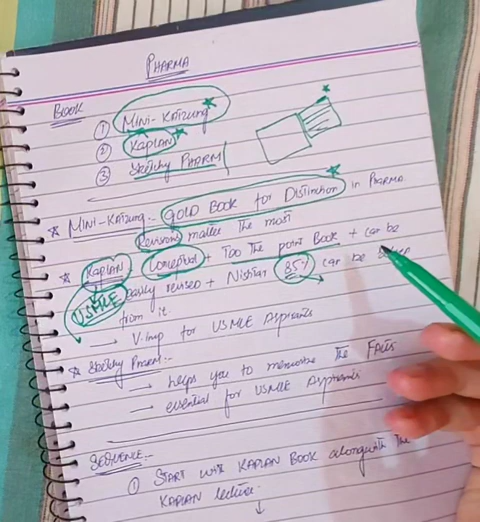 PHARMA
BOOK
① MINI-KATZUNG
② KAPLAN
③ SKETCHY PHARM
* MINI-KATZUNG:- GOLD BOOK for DISTINCTION in PHARMA
Revisions matter The most
* KAPLAN Conceptual + Too The point Book + can be
USMLE easily revised + Nishtar 85% can be
from it.
→ V.imp for USMLE Aspirants
* Sketchy Pharm:-
→ helps you to memorise The FACTS
→ essential for USMLE Aspirants
SEQUENCE:-
① START with KAPLAN BOOK alongwith The
KAPLAN lecture.